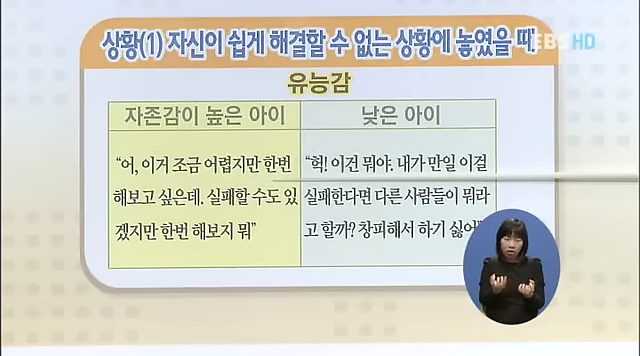 상황(1) 자신이 쉽게 해결할 수 없는 상황에 놓였을 때
EBS HD
유능감
자존감이 높은 아이
낮은 아이
“어, 이거 조금 어렵지만 한번
해보고 싶은데. 실패할 수도 있
겠지만 한번 해보지 뭐”
“헉! 이건 뭐야. 내가 만일 이걸
실패한다면 다른 사람들이 뭐라
고 할까? 창피해서 하기 싫어”